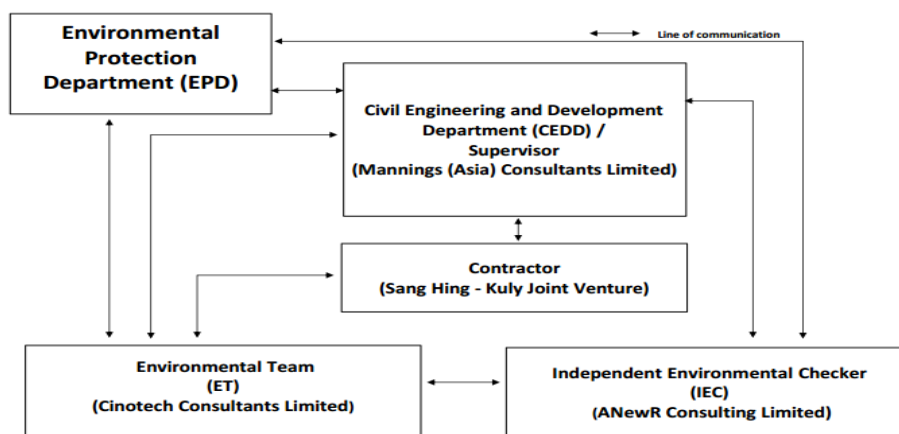 Environmental
Protection
Department (EPD)
Line of communication
Civil Engineering and Development
Department (CEDD) /
Supervisor
(Mannings (Asia) Consultants Limited)
Contractor
(Sang Hing - Kuly Joint Venture)
Environmental Team
(ET)
(Cinotech Consultants Limited)
Independent Environmental Checker
(IEC)
(ANewR Consulting Limited)